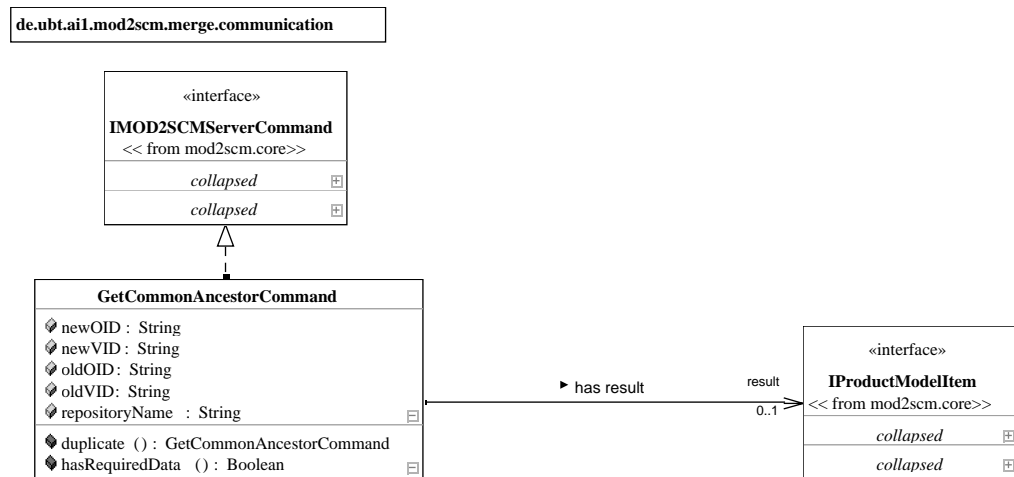 de.ubt.ai1.mod2scm.merge.communication
«interface»
IMOD2SCMServerCommand
<< from mod2scm.core>>
collapsed
collapsed
GetCommonAncestorCommand
newOID : String
newVID : String
oldOID: String
oldVID: String
repositoryName : String
duplicate () : GetCommonAncestorCommand
hasRequiredData () : Boolean
has result
result
0..1
«interface»
IProductModelItem
<< from mod2scm.core>>
collapsed
collapsed